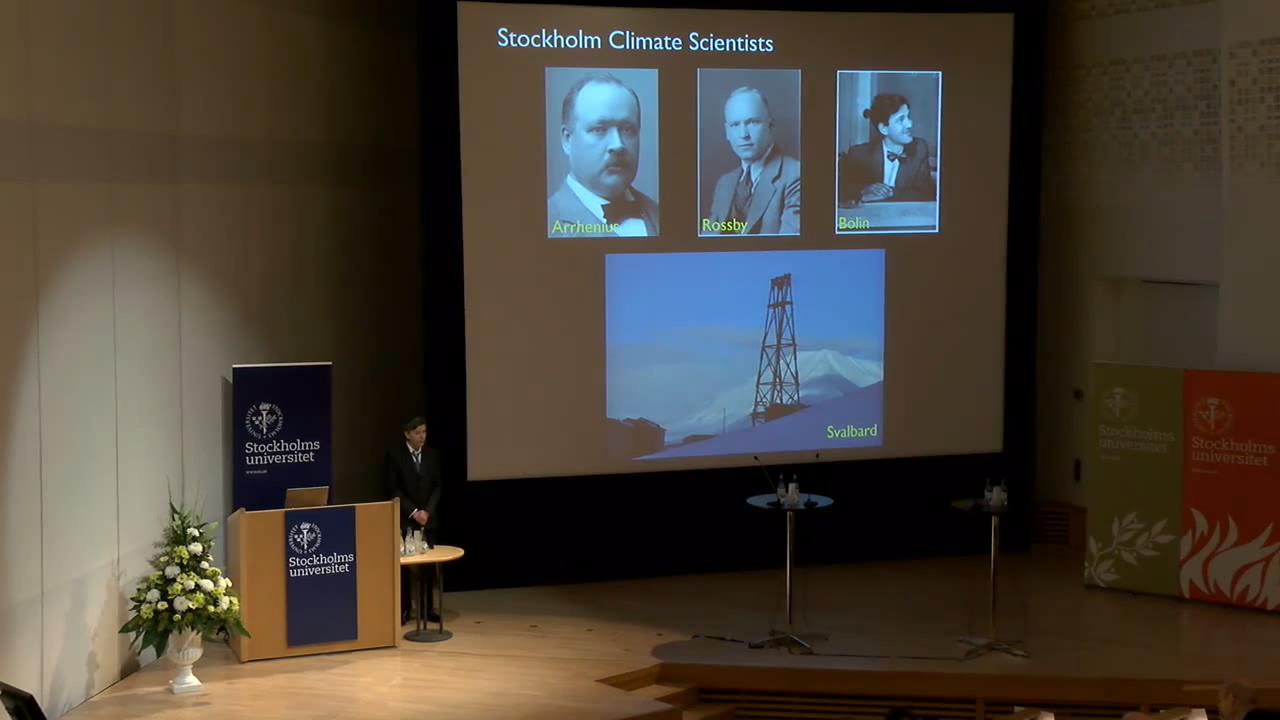 Stockholm Climate Scientists
Arrhenius
Rossby
Bolin
Svalbard
Stockholms
universitet
Stockholms
universitet
Stockholms
universitet
Stockholms
universitet